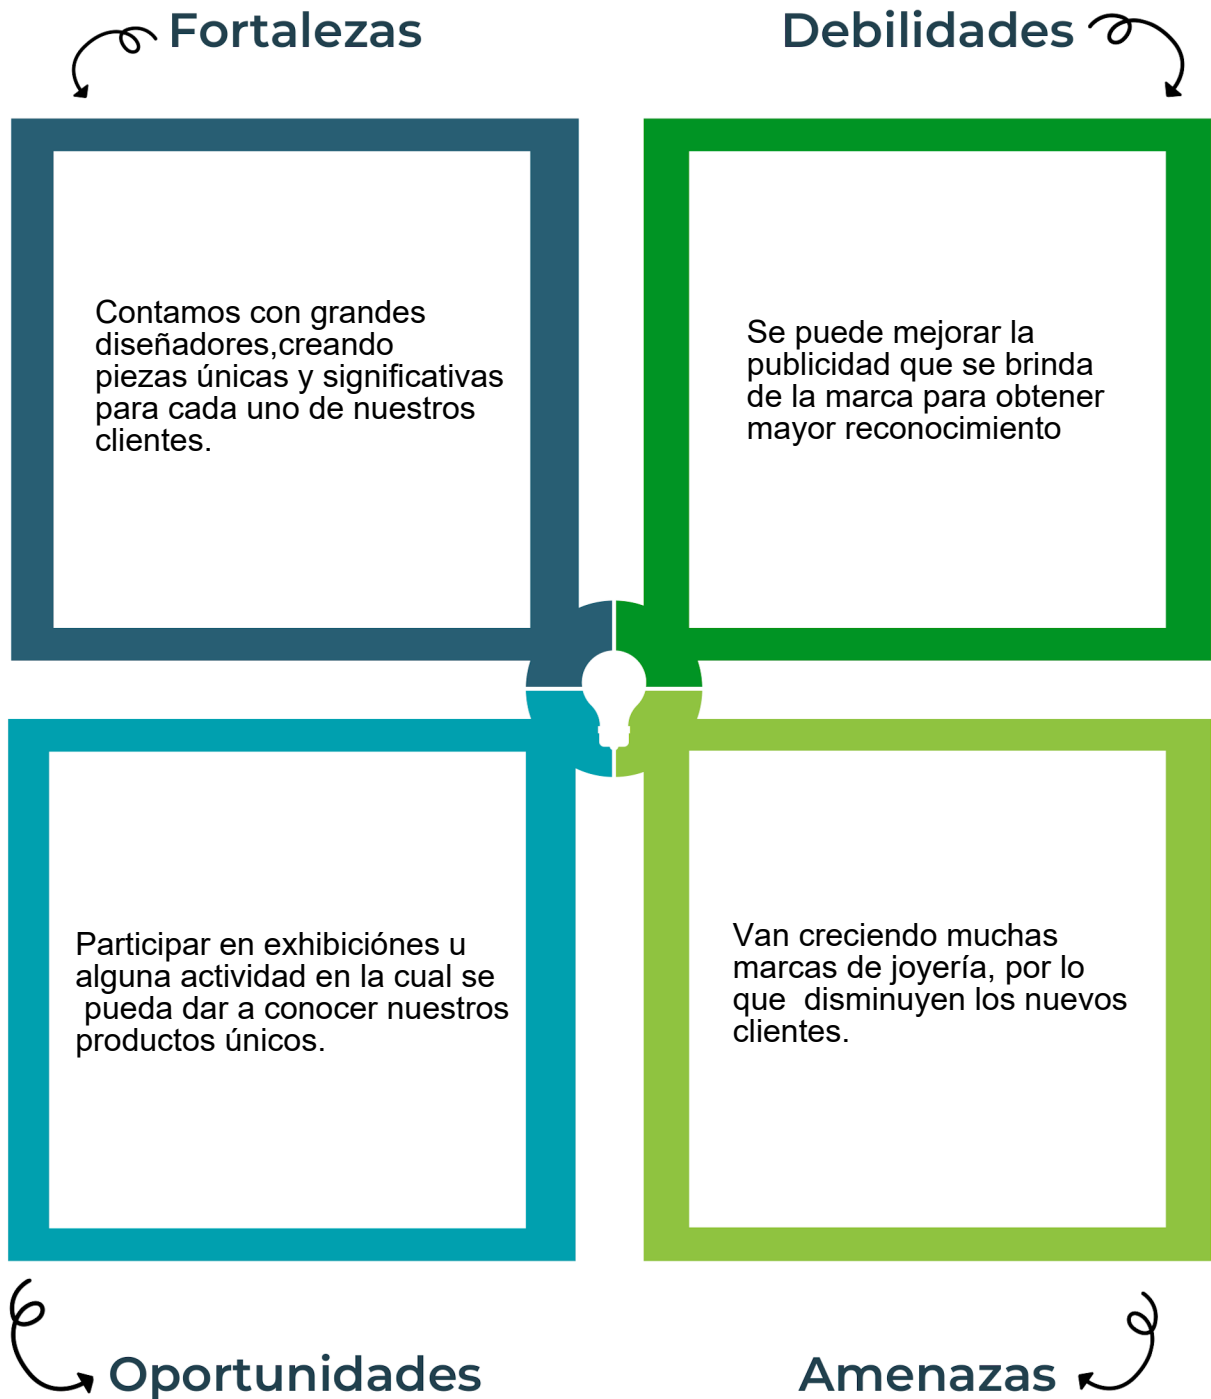 Fortalezas
Debilidades
Contamos con grandes
diseñadores,creando
piezas únicas y significativas
para cada uno de nuestros
clientes.
Se puede mejorar la
publicidad que se brinda
de la marca para obtener
mayor reconocimiento
Participar en exhibiciónes u
alguna actividad en la cual se
pueda dar a conocer nuestros
productos únicos.
Van creciendo muchas
marcas de joyería, por lo
que  disminuyen los nuevos
clientes.
Oportunidades
Amenazas